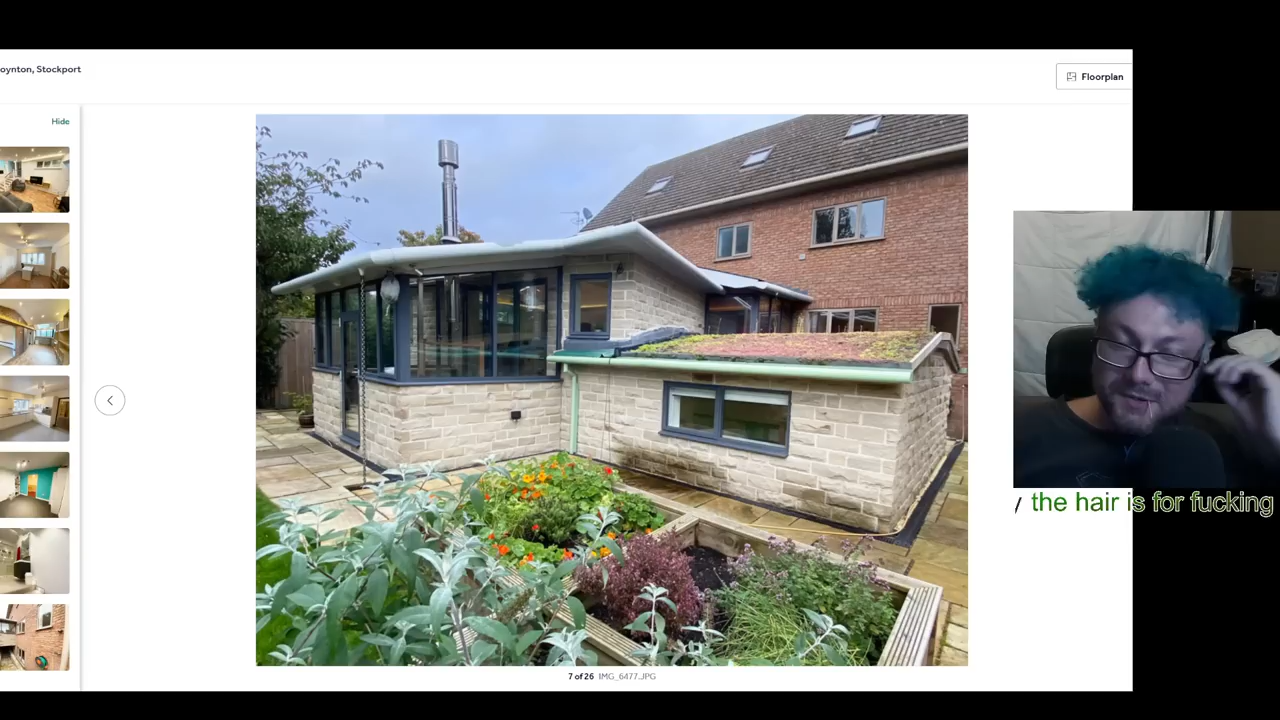 oynton, Stockport
Floorplan
Hide
7 of 26 IMG_6477.JPG
the hair is for fucking